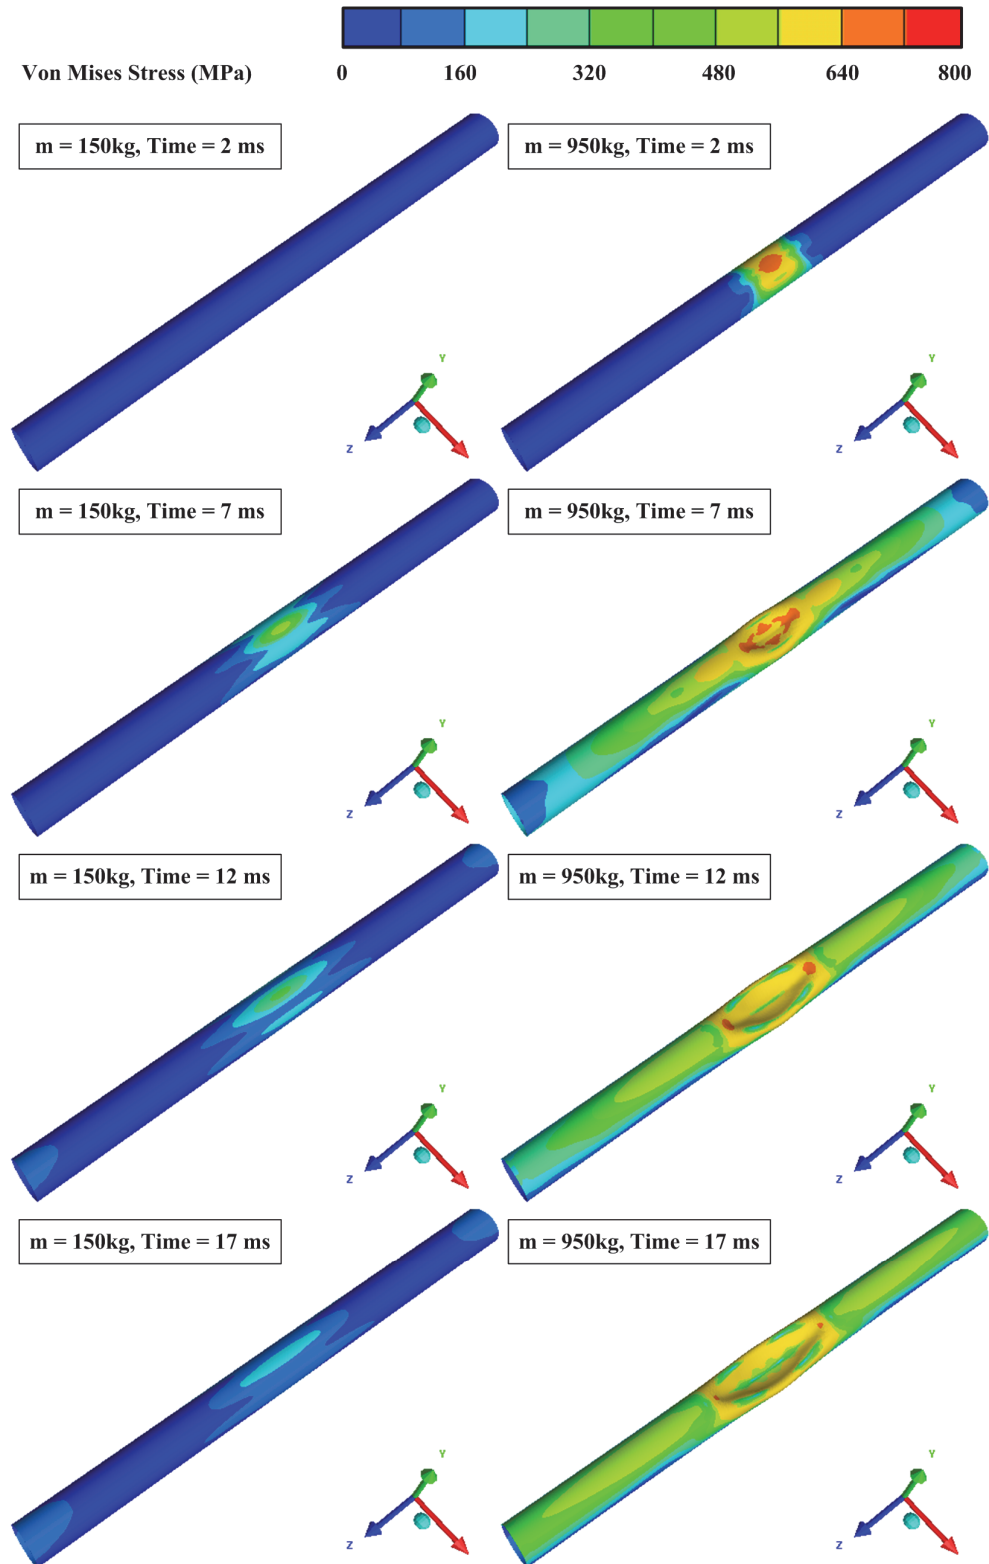 Von Mises Stress (MPa) 0 160 320 480 640 800
m = 150kg, Time = 2 ms
m = 950kg, Time = 2 ms
Y
Z
Y
Z
m = 150kg, Time = 7 ms
m = 950kg, Time = 7 ms
Y
Z
Y
Z
m = 150kg, Time = 12 ms
m = 950kg, Time = 12 ms
Y
Z
Y
Z
m = 150kg, Time = 17 ms
m = 950kg, Time = 17 ms
Y
Z
Y
Z